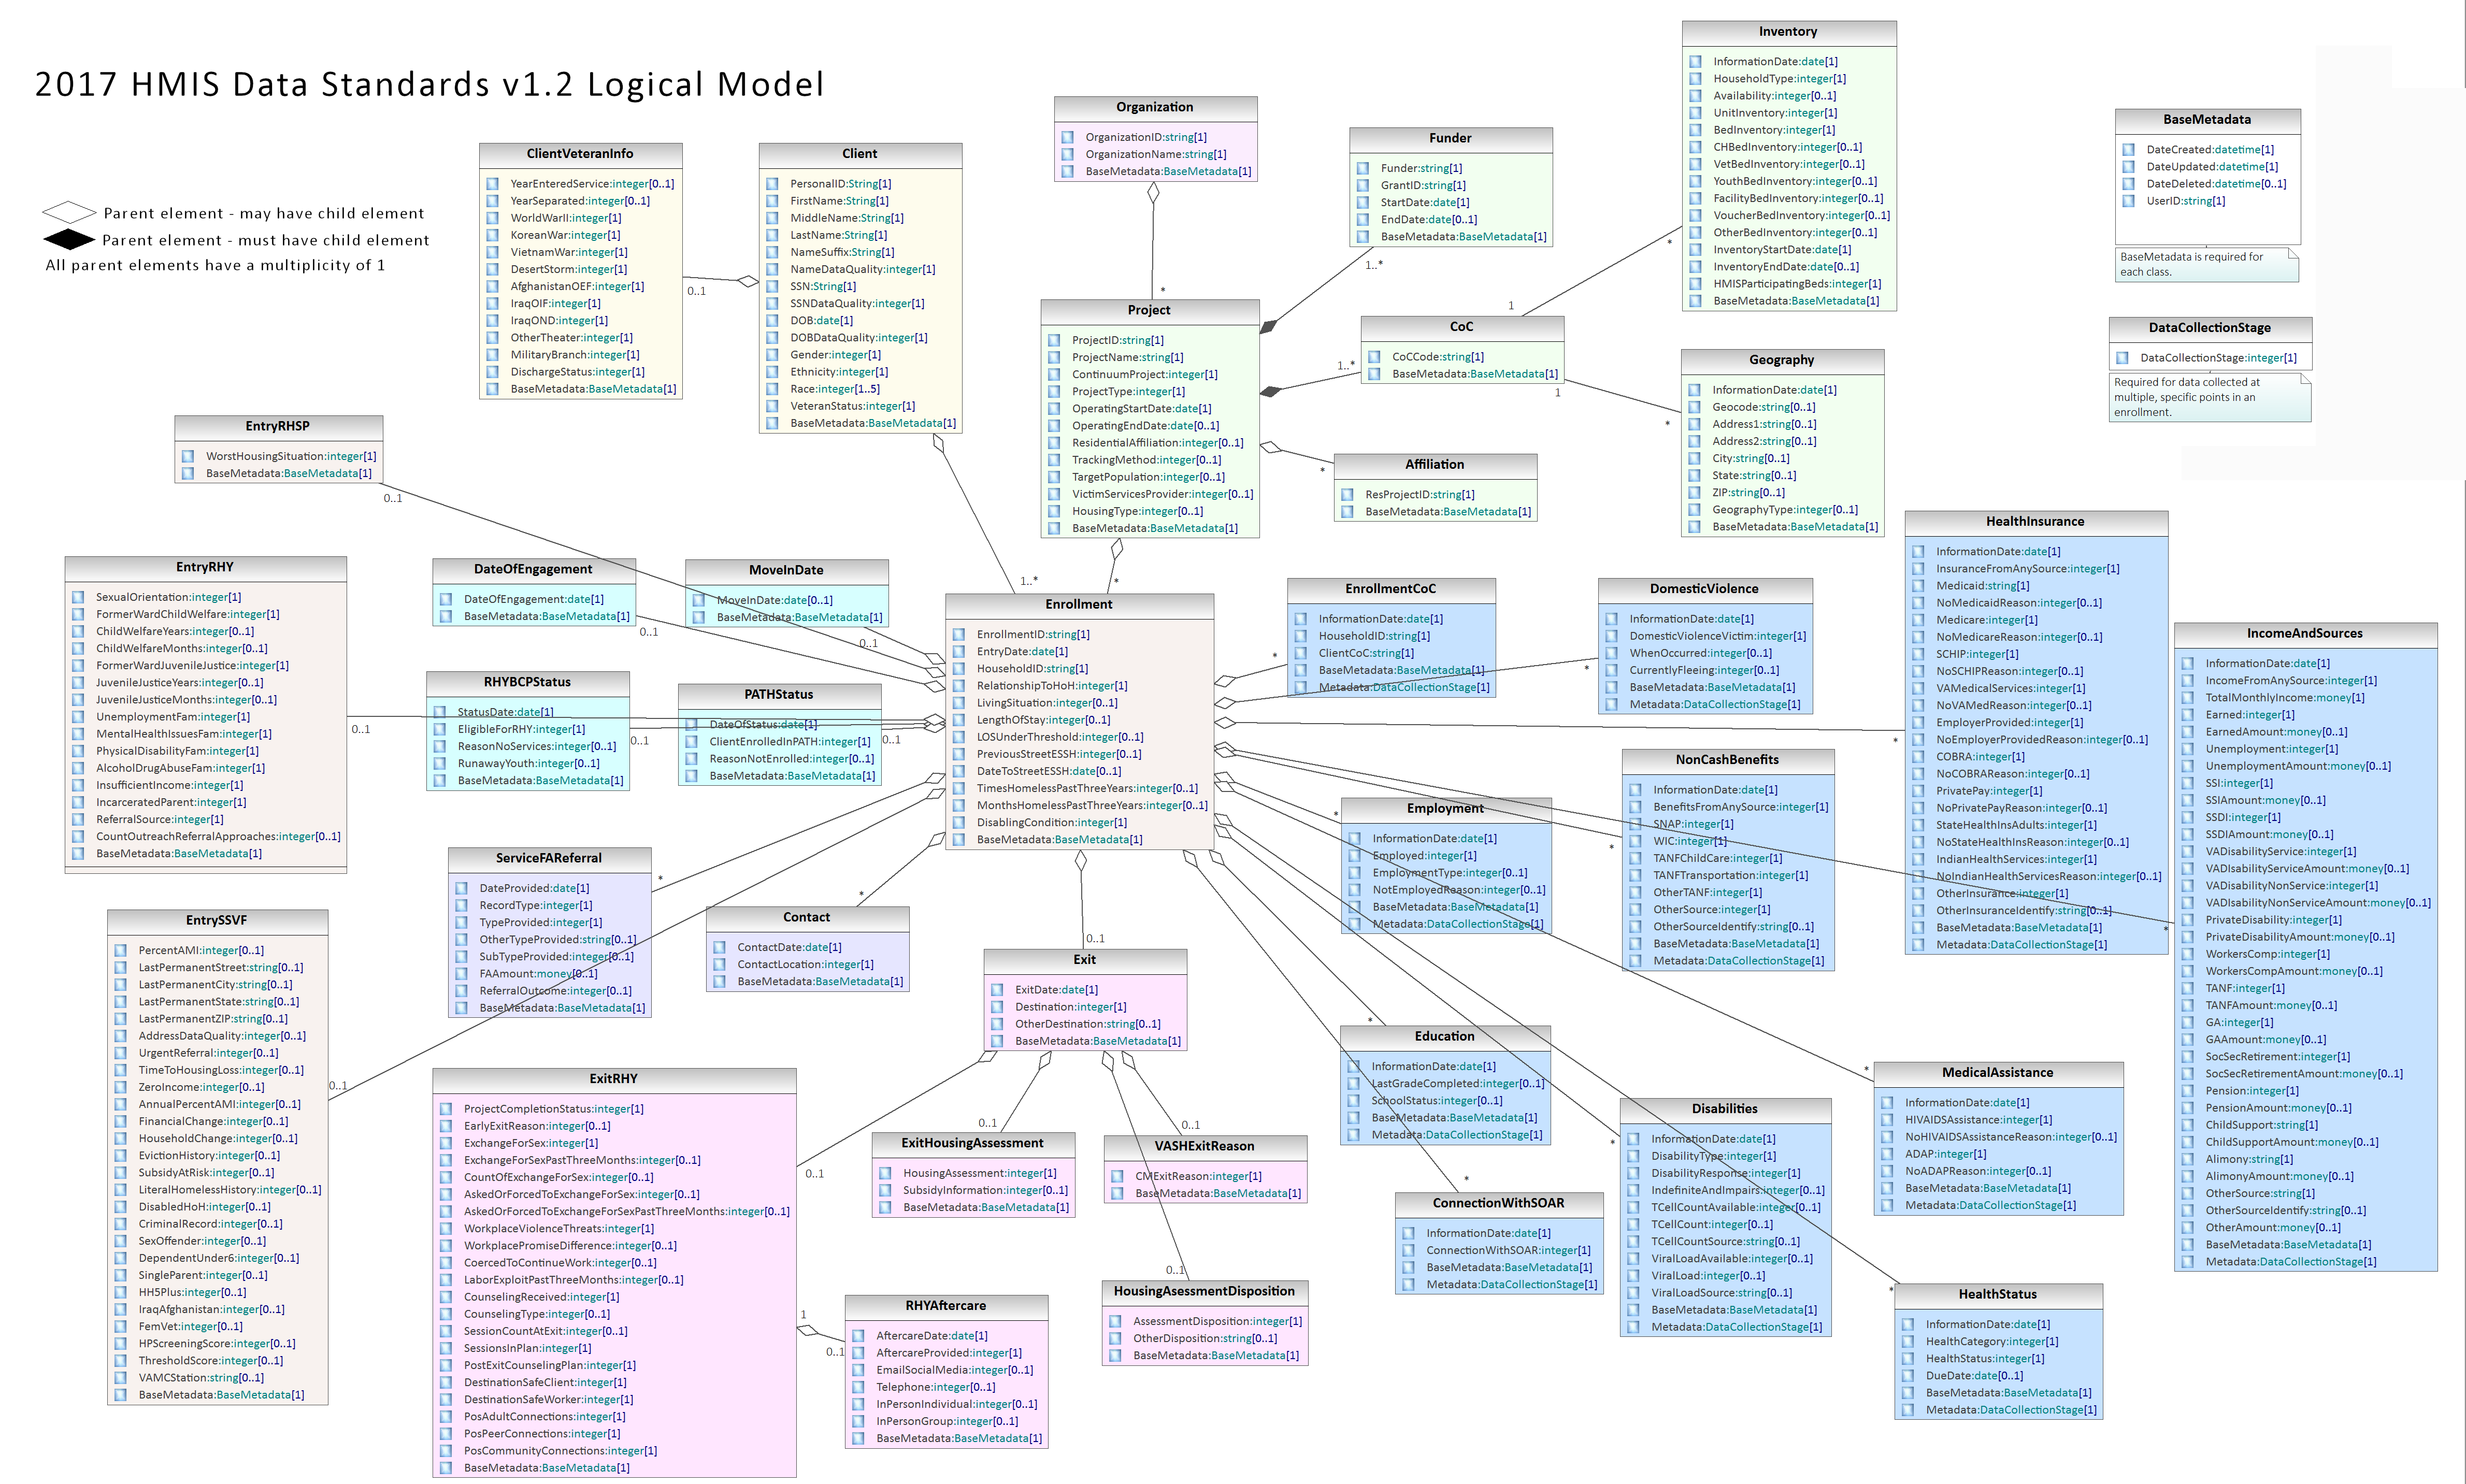 2017 HMIS Data Standards v1.2 Logical Model
Parent element - may have child element
Parent element - must have child element
All parent elements have a multiplicity of 1
ClientVeteranInfo
YearEnteredService:integer[0..1]
YearSeparated:integer[0..1]
WorldWarII:integer[1]
KoreanWar:integer[1]
VietnamWar:integer[1]
DesertStorm:integer[1]
AfghanistanOEF:integer[1]
IraqOIF:integer[1]
IraqOND:integer[1]
OtherTheater:integer[1]
MilitaryBranch:integer[1]
DischargeStatus:integer[1]
BaseMetadata:BaseMetadata[1]
0..1
Client
PersonalID:String[1]
FirstName:String[1]
MiddleName:String[1]
LastName:String[1]
NameSuffix:String[1]
NameDataQuality:integer[1]
SSN:String[1]
SSNDataQuality:integer[1]
DOB:date[1]
DOBDataQuality:integer[1]
Gender:integer[1]
Ethnicity:integer[1]
Race:integer[1..5]
VeteranStatus:integer[1]
BaseMetadata:BaseMetadata[1]
1..*
Organization
OrganizationID:string[1]
OrganizationName:string[1]
BaseMetadata:BaseMetadata[1]
*
Funder
Funder:string[1]
GrantID:string[1]
StartDate:date[1]
EndDate:date[0..1]
BaseMetadata:BaseMetadata[1]
1..*
Inventory
InformationDate:date[1]
HouseholdType:integer[1]
Availability:integer[0..1]
UnitInventory:integer[1]
BedInventory:integer[1]
CHBedInventory:integer[0..1]
VetBedInventory:integer[0..1]
YouthBedInventory:integer[0..1]
FacilityBedInventory:integer[0..1]
VoucherBedInventory:integer[0..1]
OtherBedInventory:integer[0..1]
InventoryStartDate:date[1]
InventoryEndDate:date[0..1]
HMISParticipatingBeds:integer[1]
BaseMetadata:BaseMetadata[1]
*
1
BaseMetadata
DateCreated:datetime[1]
DateUpdated:datetime[1]
DateDeleted:datetime[0..1]
UserID:string[1]
BaseMetadata is required for
each class.
DataCollectionStage
DataCollectionStage:integer[1]
Required for data collected at
multiple, specific points in an
enrollment.
Project
ProjectID:string[1]
ProjectName:string[1]
ContinuumProject:integer[1]
ProjectType:integer[1]
OperatingStartDate:date[1]
OperatingEndDate:date[0..1]
ResidentialAffiliation:integer[0..1]
TrackingMethod:integer[0..1]
TargetPopulation:integer[0..1]
VictimServicesProvider:integer[0..1]
HousingType:integer[0..1]
BaseMetadata:BaseMetadata[1]
*
CoC
CoCCode:string[1]
BaseMetadata:BaseMetadata[1]
1..*
1
Geography
InformationDate:date[1]
Geocode:string[0..1]
Address1:string[0..1]
Address2:string[0..1]
City:string[0..1]
State:string[0..1]
ZIP:string[0..1]
GeographyType:integer[0..1]
BaseMetadata:BaseMetadata[1]
*
Affiliation
ResProjectID:string[1]
BaseMetadata:BaseMetadata[1]
*
EntryRHSP
WorstHousingSituation:integer[1]
BaseMetadata:BaseMetadata[1]
0..1
EntryRHY
SexualOrientation:integer[1]
FormerWardChildWelfare:integer[1]
ChildWelfareYears:integer[0..1]
ChildWelfareMonths:integer[0..1]
FormerWardJuvenileJustice:integer[1]
JuvenileJusticeYears:integer[0..1]
JuvenileJusticeMonths:integer[0..1]
UnemploymentFam:integer[1]
MentalHealthIssuesFam:integer[1]
PhysicalDisabilityFam:integer[1]
AlcoholDrugAbuseFam:integer[1]
InsufficientIncome:integer[1]
IncarceratedParent:integer[1]
ReferralSource:integer[1]
CountOutreachReferralApproaches:integer[0..1]
BaseMetadata:BaseMetadata[1]
0..1
DateOfEngagement
DateOfEngagement:date[1]
BaseMetadata:BaseMetadata[1]
0..1
MoveInDate
MoveInDate:date[0..1]
BaseMetadata:BaseMetadata[1]
0..1
RHYBCPStatus
StatusDate:date[1]
EligibleForRHY:integer[1]
ReasonNoServices:integer[0..1]
RunawayYouth:integer[0..1]
BaseMetadata:BaseMetadata[1]
0..1
PATHStatus
DateOfStatus:date[1]
ClientEnrolledInPATH:integer[1]
ReasonNotEnrolled:integer[0..1]
BaseMetadata:BaseMetadata[1]
0..1
Enrollment
EnrollmentID:string[1]
EntryDate:date[1]
HouseholdID:string[1]
RelationshipToHoH:integer[1]
LivingSituation:integer[0..1]
LengthOfStay:integer[0..1]
LOSUnderThreshold:integer[0..1]
PreviousStreetESSH:integer[0..1]
DateToStreetESSH:date[0..1]
TimesHomelessPastThreeYears:integer[0..1]
MonthsHomelessPastThreeYears:integer[0..1]
DisablingCondition:integer[1]
BaseMetadata:BaseMetadata[1]
EnrollmentCoC
InformationDate:date[1]
HouseholdID:string[1]
ClientCoC:string[1]
BaseMetadata:BaseMetadata[1]
Metadata:DataCollectionStage[1]
*
DomesticViolence
InformationDate:date[1]
DomesticViolenceVictim:integer[1]
WhenOccurred:integer[0..1]
CurrentlyFleeing:integer[0..1]
BaseMetadata:BaseMetadata[1]
Metadata:DataCollectionStage[1]
*
HealthInsurance
InformationDate:date[1]
InsuranceFromAnySource:integer[1]
Medicaid:string[1]
NoMedicaidReason:integer[0..1]
Medicare:integer[1]
NoMedicareReason:integer[0..1]
SCHIP:integer[1]
NoSCHIPReason:integer[0..1]
VAMedicalServices:integer[1]
NoVAMedReason:integer[0..1]
EmployerProvided:integer[1]
NoEmployerProvidedReason:integer[0..1]
COBRA:integer[1]
NoCOBRAReason:integer[0..1]
PrivatePay:integer[1]
NoPrivatePayReason:integer[0..1]
StateHealthInsAdults:integer[1]
NoStateHealthInsReason:integer[0..1]
IndianHealthServices:integer[1]
NoIndianHealthServicesReason:integer[0..1]
OtherInsurance:integer[1]
OtherInsuranceIdentify:string[0..1]
BaseMetadata:BaseMetadata[1]
Metadata:DataCollectionStage[1]
*
IncomeAndSources
InformationDate:date[1]
IncomeFromAnySource:integer[1]
TotalMonthlyIncome:money[1]
Earned:integer[1]
EarnedAmount:money[0..1]
Unemployment:integer[1]
UnemploymentAmount:money[0..1]
SSI:integer[1]
SSIAmount:money[0..1]
SSDI:integer[1]
SSDIAmount:money[0..1]
VADisabilityService:integer[1]
VADIsabilityServiceAmount:money[0..1]
VADisabilityNonService:integer[1]
VADIsabilityNonServiceAmount:money[0..1]
PrivateDisability:integer[1]
PrivateDisabilityAmount:money[0..1]
WorkersComp:integer[1]
WorkersCompAmount:money[0..1]
TANF:integer[1]
TANFAmount:money[0..1]
GA:integer[1]
GAAmount:money[0..1]
SocSecRetirement:integer[1]
SocSecRetirementAmount:money[0..1]
Pension:integer[1]
PensionAmount:money[0..1]
ChildSupport:string[1]
ChildSupportAmount:money[0..1]
Alimony:string[1]
AlimonyAmount:money[0..1]
OtherSource:string[1]
OtherSourceIdentify:string[0..1]
OtherAmount:money[0..1]
BaseMetadata:BaseMetadata[1]
Metadata:DataCollectionStage[1]
*
NonCashBenefits
InformationDate:date[1]
BenefitsFromAnySource:integer[1]
SNAP:integer[1]
WIC:integer[1]
TANFChildCare:integer[1]
TANFTransportation:integer[1]
OtherTANF:integer[1]
OtherSource:integer[1]
OtherSourceIdentify:string[0..1]
BaseMetadata:BaseMetadata[1]
Metadata:DataCollectionStage[1]
*
Employment
InformationDate:date[1]
Employed:integer[1]
EmploymentType:integer[0..1]
NotEmployedReason:integer[0..1]
BaseMetadata:BaseMetadata[1]
Metadata:DataCollectionStage[1]
*
ServiceFAReferral
DateProvided:date[1]
RecordType:integer[1]
TypeProvided:integer[1]
OtherTypeProvided:string[0..1]
SubTypeProvided:integer[0..1]
FAAmount:money[0..1]
ReferralOutcome:integer[0..1]
BaseMetadata:BaseMetadata[1]
*
Contact
ContactDate:date[1]
ContactLocation:integer[1]
BaseMetadata:BaseMetadata[1]
*
EntrySSVF
PercentAMI:integer[0..1]
LastPermanentStreet:string[0..1]
LastPermanentCity:string[0..1]
LastPermanentState:string[0..1]
LastPermanentZIP:string[0..1]
AddressDataQuality:integer[0..1]
UrgentReferral:integer[0..1]
TimeToHousingLoss:integer[0..1]
ZeroIncome:integer[0..1]
AnnualPercentAMI:integer[0..1]
FinancialChange:integer[0..1]
HouseholdChange:integer[0..1]
EvictionHistory:integer[0..1]
SubsidyAtRisk:integer[0..1]
LiteralHomelessHistory:integer[0..1]
DisabledHoH:integer[0..1]
CriminalRecord:integer[0..1]
SexOffender:integer[0..1]
DependentUnder6:integer[0..1]
SingleParent:integer[0..1]
HH5Plus:integer[0..1]
IraqAfghanistan:integer[0..1]
FemVet:integer[0..1]
HPScreeningScore:integer[0..1]
ThresholdScore:integer[0..1]
VAMCStation:string[0..1]
BaseMetadata:BaseMetadata[1]
0..1
Exit
ExitDate:date[1]
Destination:integer[1]
OtherDestination:string[0..1]
BaseMetadata:BaseMetadata[1]
0..1
ExitRHY
ProjectCompletionStatus:integer[1]
EarlyExitReason:integer[0..1]
ExchangeForSex:integer[1]
ExchangeForSexPastThreeMonths:integer[0..1]
CountOfExchangeForSex:integer[0..1]
AskedOrForcedToExchangeForSex:integer[0..1]
AskedOrForcedToExchangeForSexPastThreeMonths:integer[0..1]
WorkplaceViolenceThreats:integer[1]
WorkplacePromiseDifference:integer[0..1]
CoercedToContinueWork:integer[0..1]
LaborExploitPastThreeMonths:integer[0..1]
CounselingReceived:integer[1]
CounselingType:integer[0..1]
SessionCountAtExit:integer[0..1]
SessionsInPlan:integer[1]
PostExitCounselingPlan:integer[1]
DestinationSafeClient:integer[1]
DestinationSafeWorker:integer[1]
PosAdultConnections:integer[1]
PosPeerConnections:integer[1]
PosCommunityConnections:integer[1]
BaseMetadata:BaseMetadata[1]
0..1
1
ExitHousingAssessment
HousingAssessment:integer[1]
SubsidyInformation:integer[0..1]
BaseMetadata:BaseMetadata[1]
0..1
VASHExitReason
CMExitReason:integer[1]
BaseMetadata:BaseMetadata[1]
0..1
HousingAsessmentDisposition
AssessmentDisposition:integer[1]
OtherDisposition:string[0..1]
BaseMetadata:BaseMetadata[1]
0..1
RHYAftercare
AftercareDate:date[1]
AftercareProvided:integer[1]
EmailSocialMedia:integer[0..1]
Telephone:integer[0..1]
InPersonIndividual:integer[0..1]
InPersonGroup:integer[0..1]
BaseMetadata:BaseMetadata[1]
0..1
Education
InformationDate:date[1]
LastGradeCompleted:integer[0..1]
SchoolStatus:integer[0..1]
BaseMetadata:BaseMetadata[1]
Metadata:DataCollectionStage[1]
*
ConnectionWithSOAR
InformationDate:date[1]
ConnectionWithSOAR:integer[1]
BaseMetadata:BaseMetadata[1]
Metadata:DataCollectionStage[1]
*
Disabilities
InformationDate:date[1]
DisabilityType:integer[1]
DisabilityResponse:integer[1]
IndefiniteAndImpairs:integer[0..1]
TCellCountAvailable:integer[0..1]
TCellCount:integer[0..1]
TCellCountSource:string[0..1]
ViralLoadAvailable:integer[0..1]
ViralLoad:integer[0..1]
ViralLoadSource:string[0..1]
BaseMetadata:BaseMetadata[1]
Metadata:DataCollectionStage[1]
*
MedicalAssistance
InformationDate:date[1]
HIVAIDSAssistance:integer[1]
NoHIVAIDSAssistanceReason:integer[0..1]
ADAP:integer[1]
NoADAPReason:integer[0..1]
BaseMetadata:BaseMetadata[1]
Metadata:DataCollectionStage[1]
*
HealthStatus
InformationDate:date[1]
HealthCategory:integer[1]
HealthStatus:integer[1]
DueDate:date[0..1]
BaseMetadata:BaseMetadata[1]
Metadata:DataCollectionStage[1]
*